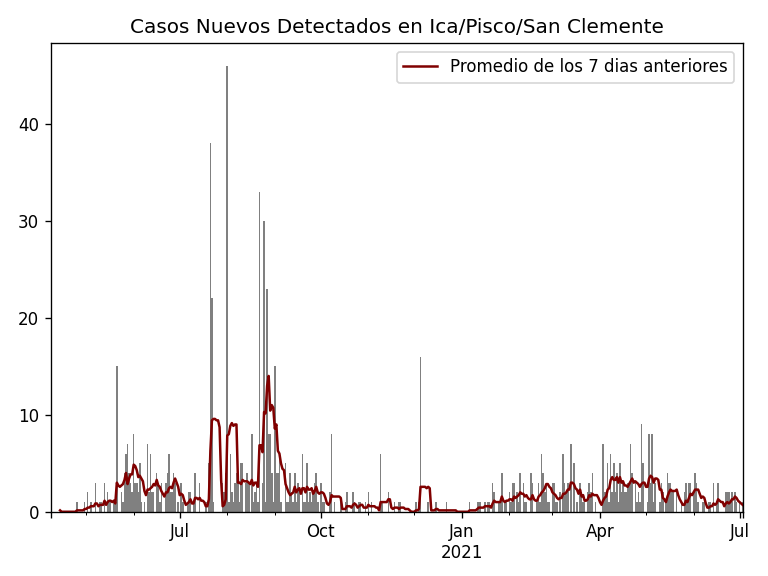 Casos Nuevos Detectados en Ica/Pisco/San Clemente
Promedio de los 7 dias anteriores
40
30
20
10
0
Jul
Oct
Jan
2021
Apr
Jul